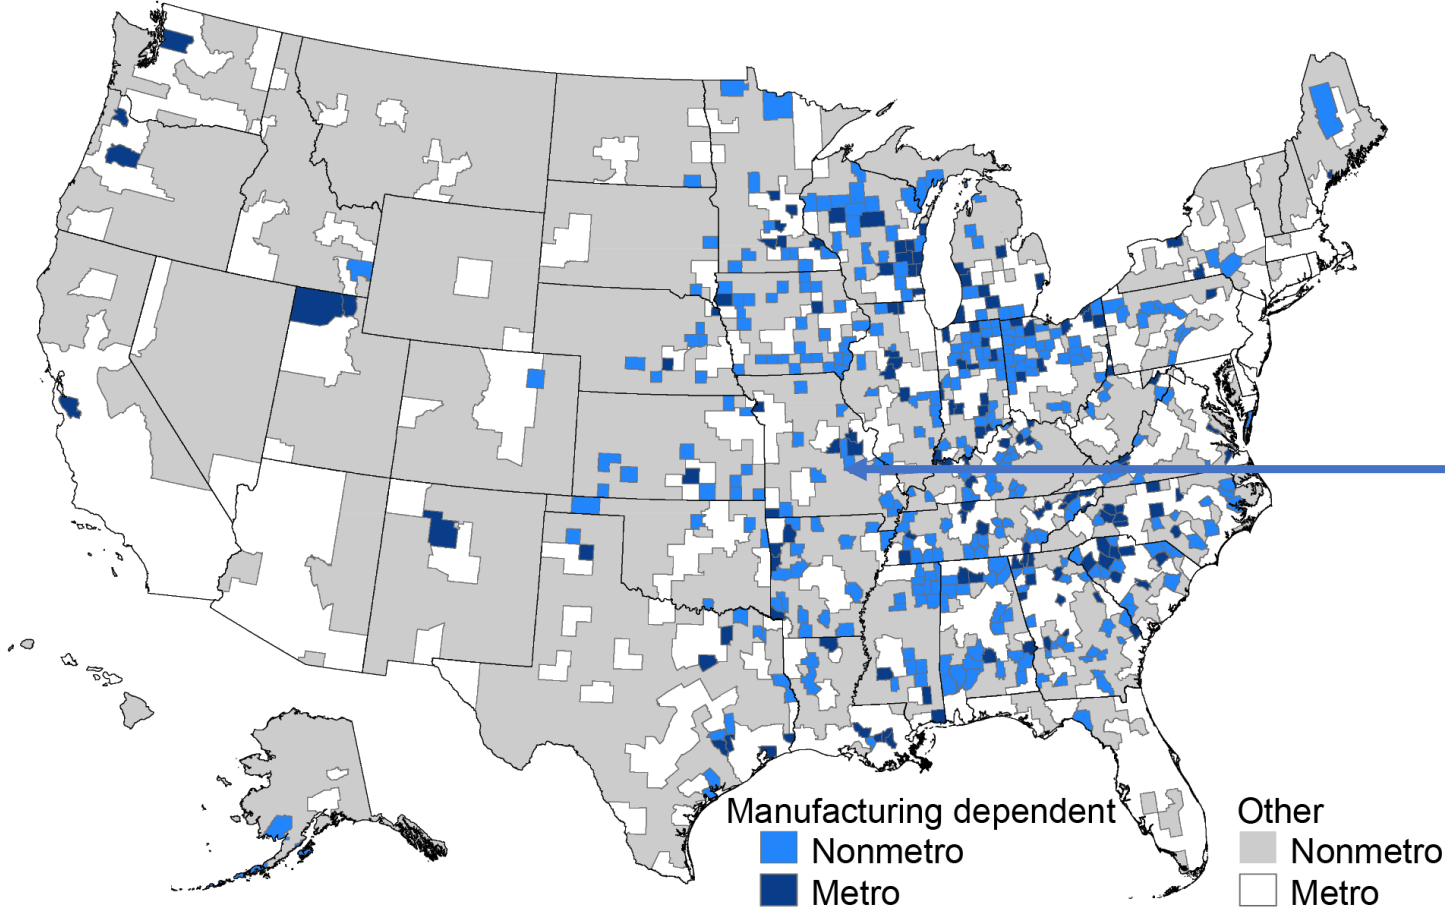 Manufacturing dependent
Nonmetro
Metro
Other
Nonmetro
Metro